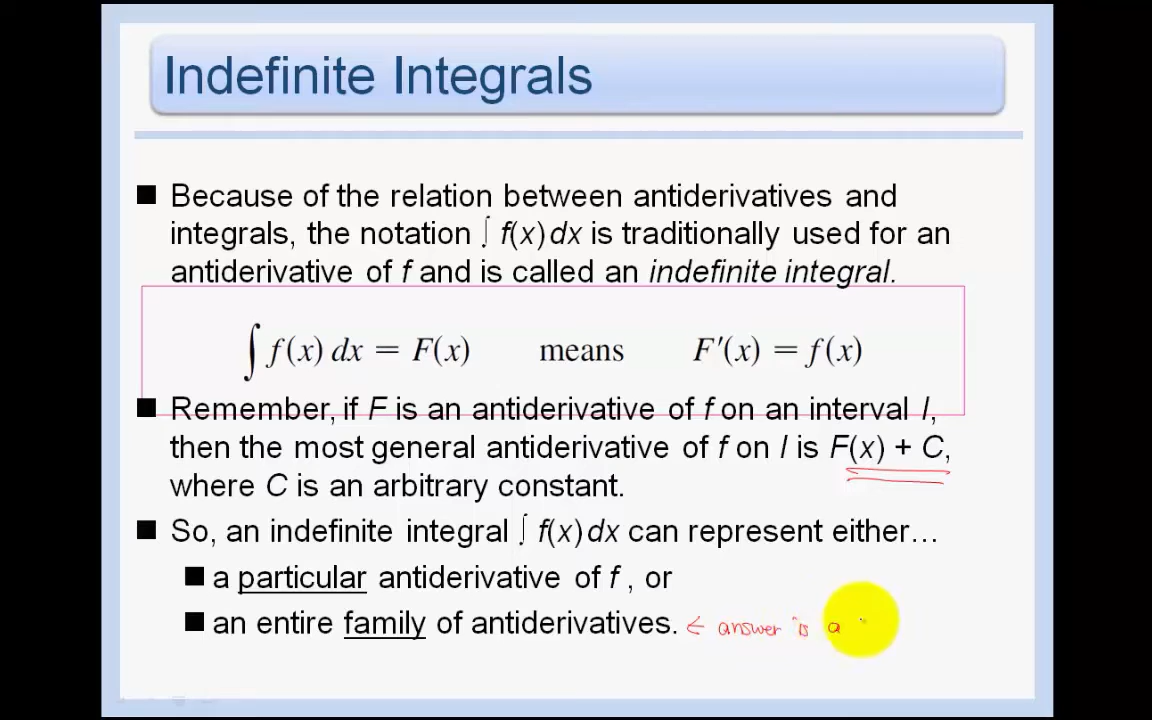 Indefinite Integrals
■ Because of the relation between antiderivatives and
integrals, the notation ∫ f(x) dx is traditionally used for an
antiderivative of f and is called an indefinite integral.
∫ f(x) dx = F(x) means F′(x) = f(x)
■ Remember, if F is an antiderivative of f on an interval I,
then the most general antiderivative of f on I is F(x) + C,
where C is an arbitrary constant.
■ So, an indefinite integral ∫ f(x) dx can represent either…
■ a particular antiderivative of f , or
■ an entire family of antiderivatives. ← answer is a